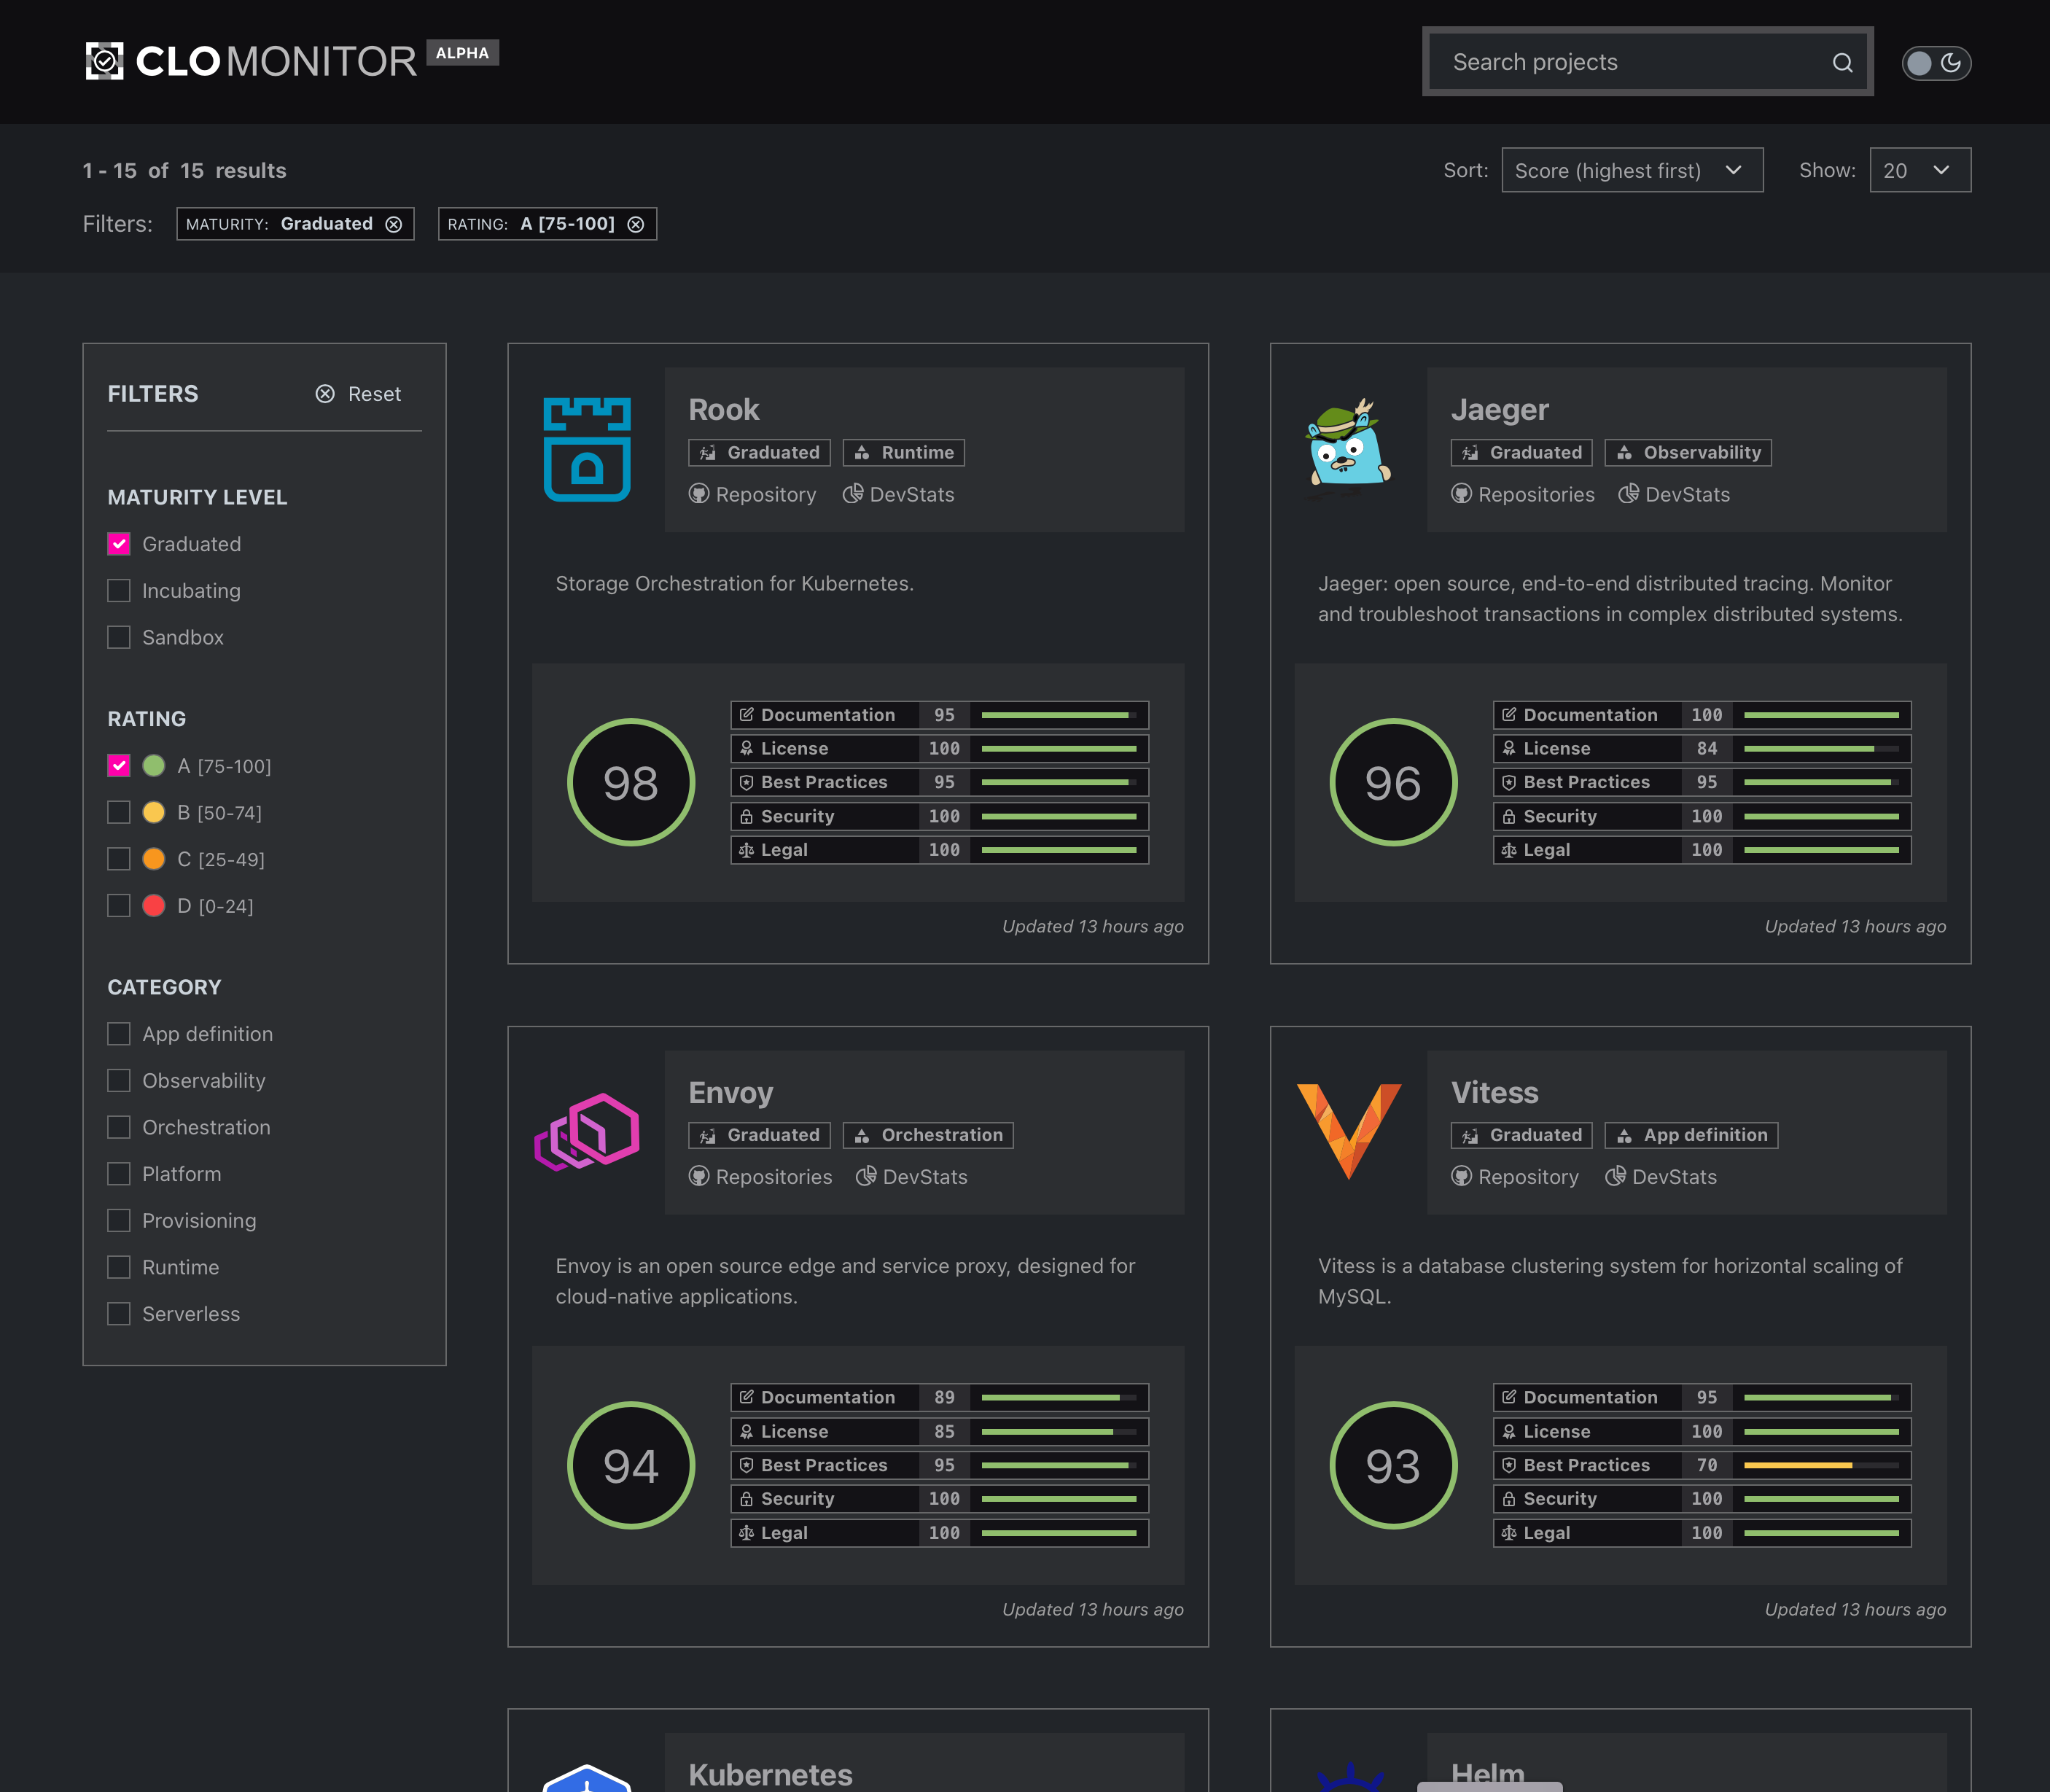 CLOMONITOR ALPHA
Search projects
1 - 15 of 15 results
Sort: Score (highest first)
Show: 20
Filters: MATURITY: Graduated RATING: A [75-100]
FILTERS Reset
MATURITY LEVEL
Graduated
Incubating
Sandbox
RATING
A [75-100]
B [50-74]
C [25-49]
D [0-24]
CATEGORY
App definition
Observability
Orchestration
Platform
Provisioning
Runtime
Serverless
Rook
Graduated Runtime
Repository DevStats
Storage Orchestration for Kubernetes.
98
Documentation 95
License 100
Best Practices 95
Security 100
Legal 100
Updated 13 hours ago
Jaeger
Graduated Observability
Repositories DevStats
Jaeger: open source, end-to-end distributed tracing. Monitor
and troubleshoot transactions in complex distributed systems.
96
Documentation 100
License 84
Best Practices 95
Security 100
Legal 100
Updated 13 hours ago
Envoy
Graduated Orchestration
Repositories DevStats
Envoy is an open source edge and service proxy, designed for
cloud-native applications.
94
Documentation 89
License 85
Best Practices 95
Security 100
Legal 100
Updated 13 hours ago
Vitess
Graduated App definition
Repository DevStats
Vitess is a database clustering system for horizontal scaling of
MySQL.
93
Documentation 95
License 100
Best Practices 70
Security 100
Legal 100
Updated 13 hours ago
Kubernetes
Helm